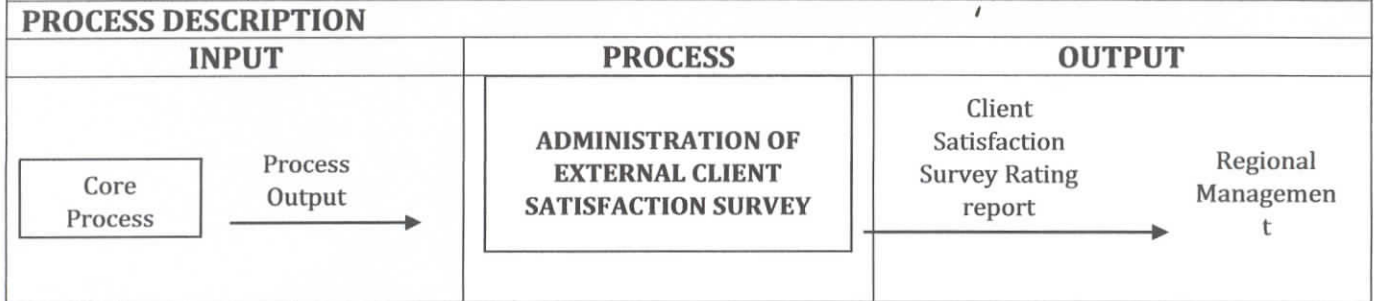 PROCESS DESCRIPTION
INPUT
PROCESS
OUTPUT
Core
Process
Process
Output
ADMINISTRATION OF
EXTERNAL CLIENT
SATISFACTION SURVEY
Client
Satisfaction
Survey Rating
report
Regional
Managemen
t